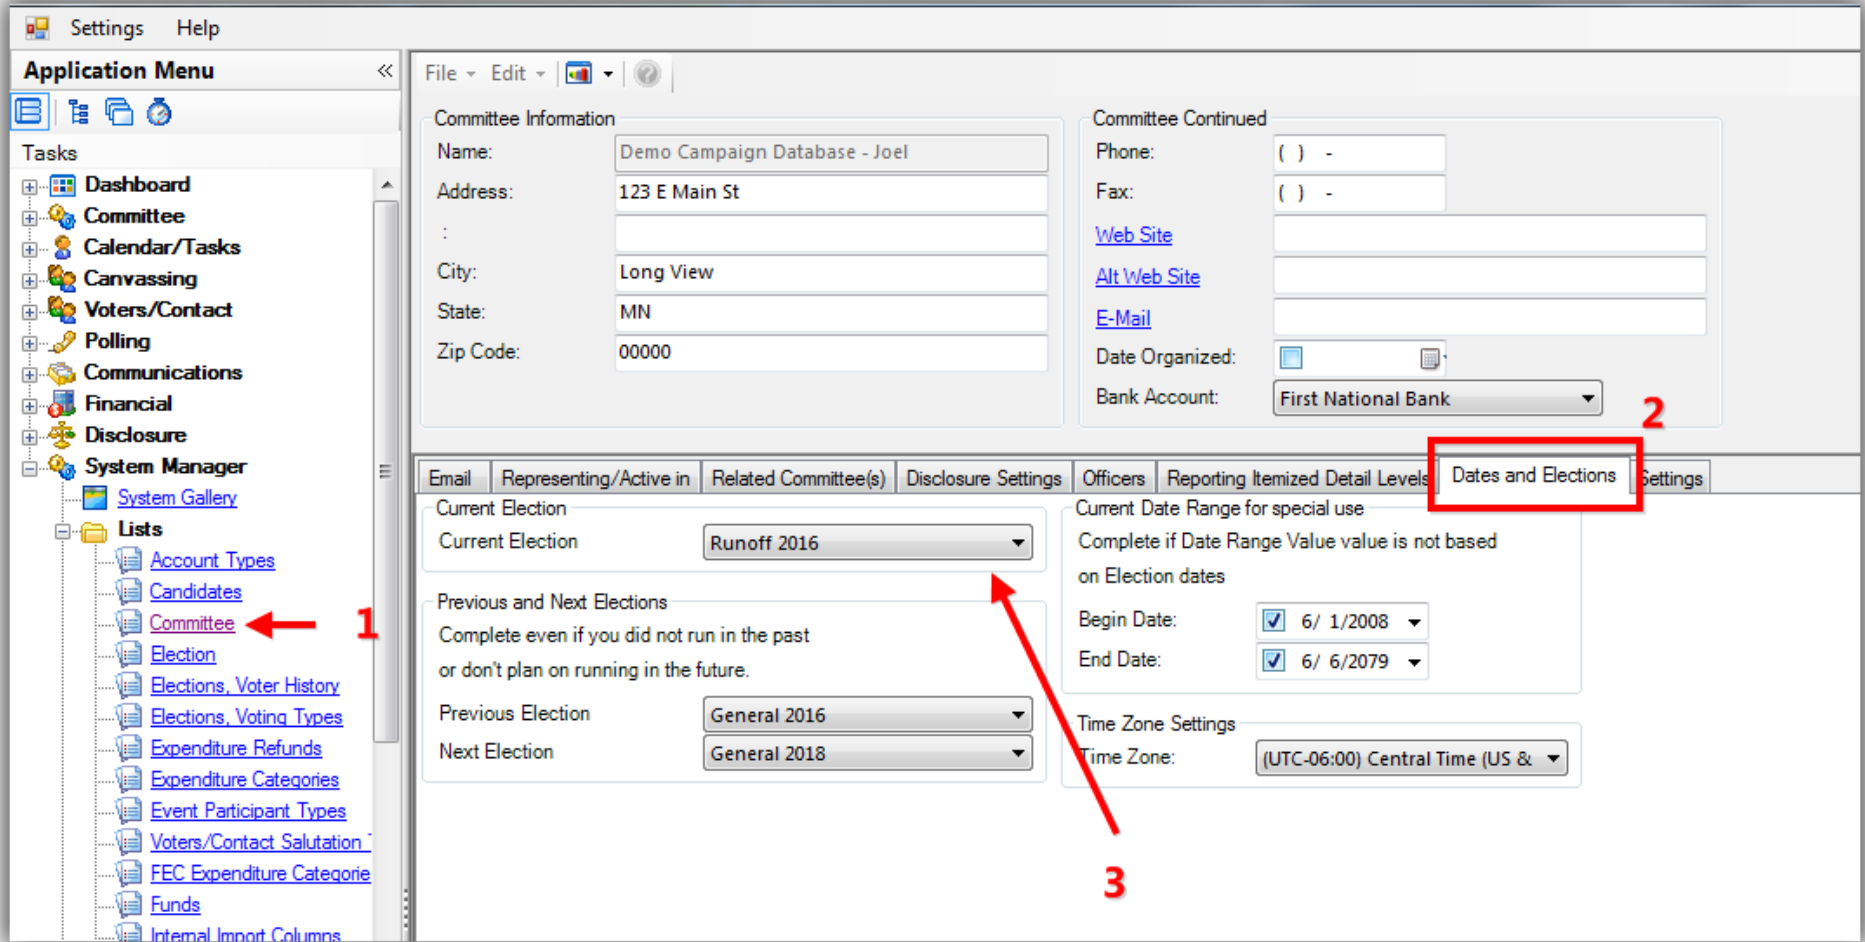 Settings Help
Application Menu
Tasks
Dashboard
Committee
Calendar/Tasks
Canvassing
Voters/Contact
Polling
Communications
Financial
Disclosure
System Manager
System Gallery
Lists
Account Types
Candidates
Committee
1
Election
Elections, Voter History
Elections, Voting Types
Expenditure Refunds
Expenditure Categories
Event Participant Types
Voters/Contact Salutation
FEC Expenditure Categorie
Funds
Internal Import Columns
File Edit
Committee Information
Name: Demo Campaign Database - Joel
Address: 123 E Main St
:
City: Long View
State: MN
Zip Code: 00000
Committee Continued
Phone: ( ) -
Fax: ( ) -
Web Site
Alt Web Site
E-Mail
Date Organized:
Bank Account: First National Bank
2
Email Representing/Active in Related Committee(s) Disclosure Settings Officers Reporting Itemized Detail Levels Dates and Elections Settings
Current Election
Current Election Runoff 2016
Previous and Next Elections
Complete even if you did not run in the past
or don't plan on running in the future.
Previous Election General 2016
Next Election General 2018
Current Date Range for special use
Complete if Date Range Value value is not based
on Election dates
Begin Date: 6/ 1/2008
End Date: 6/ 6/2079
Time Zone Settings
Time Zone: (UTC-06:00) Central Time (US &
3